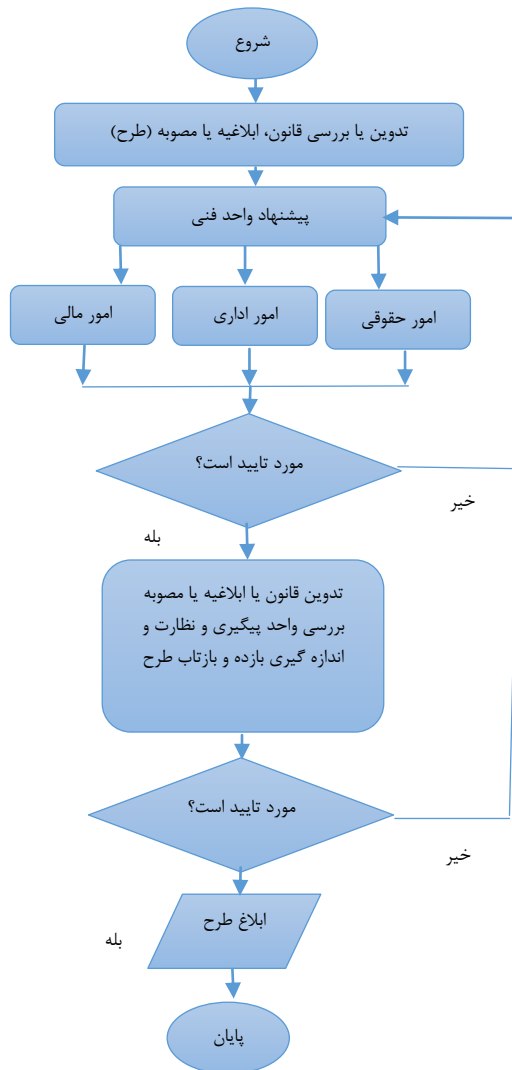 شروع
تدوین یا بررسی قانون، ابلاغیه یا مصوبه (طرح)
پیشنهاد واحد فنی
امور حقوقی
امور اداری
امور مالی
مورد تایید است؟
خیر
بله
تدوین قانون یا ابلاغیه یا مصوبه
بررسی واحد پیگیری و نظارت و
اندازه گیری بازده و بازتاب طرح
مورد تایید است؟
خیر
ابلاغ طرح
بله
پایان